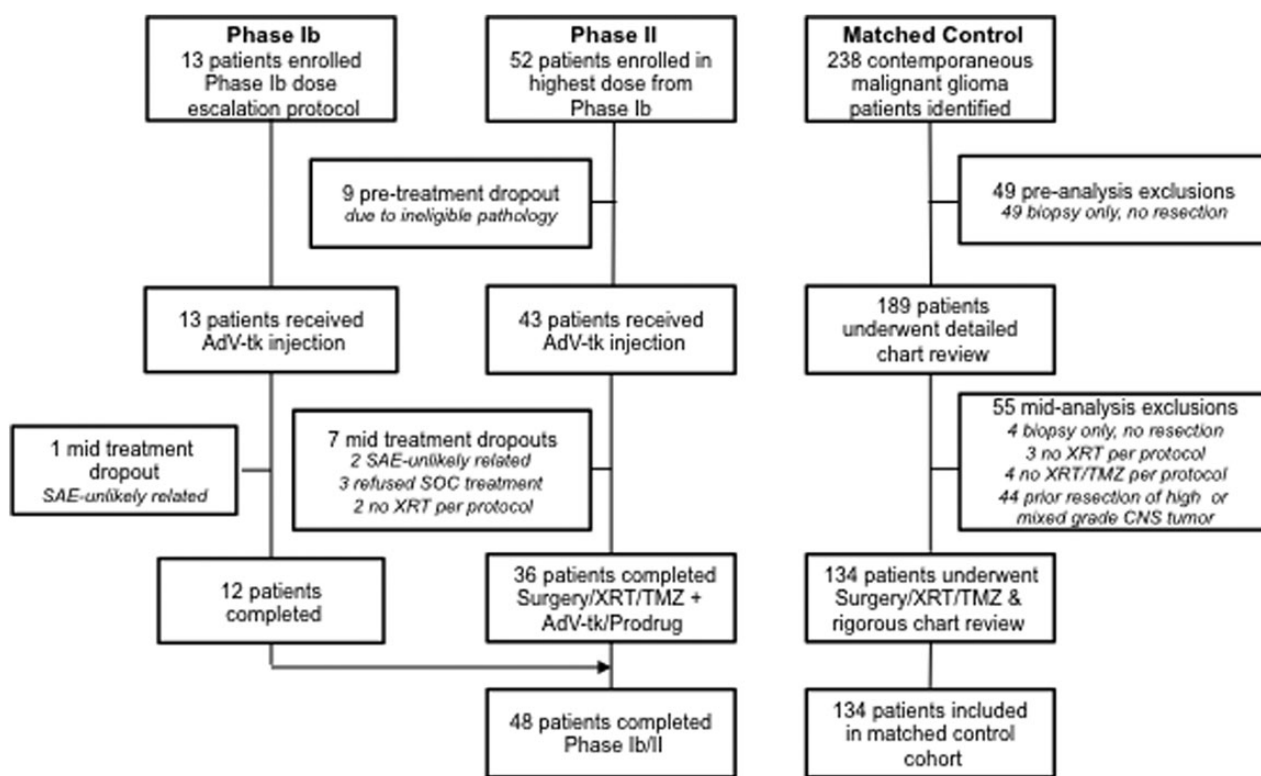 Phase Ib
13 patients enrolled
Phase Ib dose
escalation protocol
Phase II
52 patients enrolled in
highest dose from
Phase Ib
Matched Control
238 contemporaneous
malignant glioma
patients identified
9 pre-treatment dropout
due to ineligible pathology
49 pre-analysis exclusions
49 biopsy only, no resection
13 patients received
AdV-tk injection
43 patients received
AdV-tk injection
189 patients
underwent detailed
chart review
1 mid treatment
dropout
SAE-unlikely related
7 mid treatment dropouts
2 SAE-unlikely related
3 refused SOC treatment
2 no XRT per protocol
55 mid-analysis exclusions
4 biopsy only, no resection
3 no XRT per protocol
4 no XRT/TMZ per protocol
44 prior resection of high or
mixed grade CNS tumor
12 patients
completed
36 patients completed
Surgery/XRT/TMZ +
AdV-tk/Prodrug
134 patients underwent
Surgery/XRT/TMZ &
rigorous chart review
48 patients completed
Phase Ib/II
134 patients included
in matched control
cohort